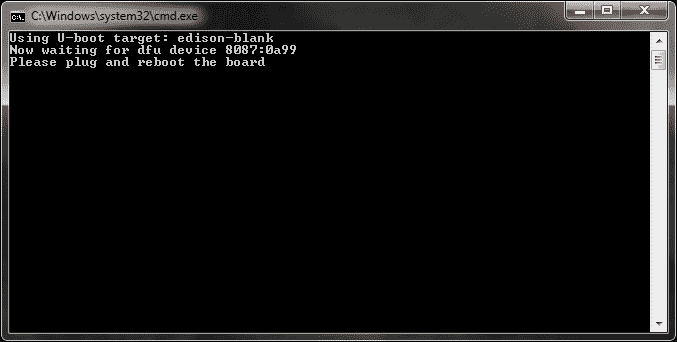 C:\Windows\system32\cmd.exe
Using U-boot target: edison-blank
Now waiting for dfu device 8087:0a99
Please plug and reboot the board